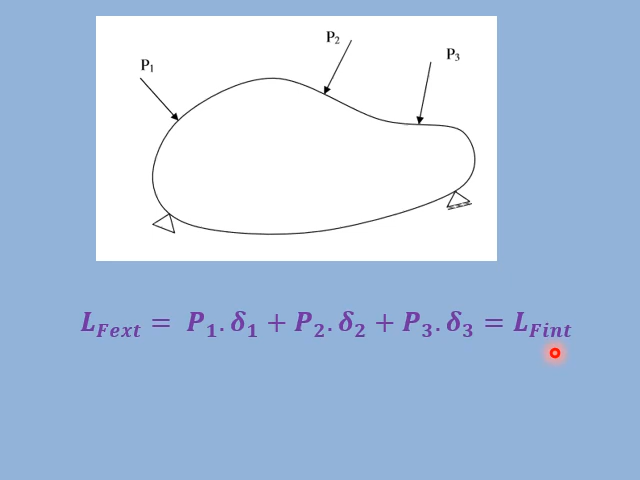 P₁
P₂
P₃
L_Fext = P₁. δ₁ + P₂. δ₂ + P₃. δ₃ = L_Fint